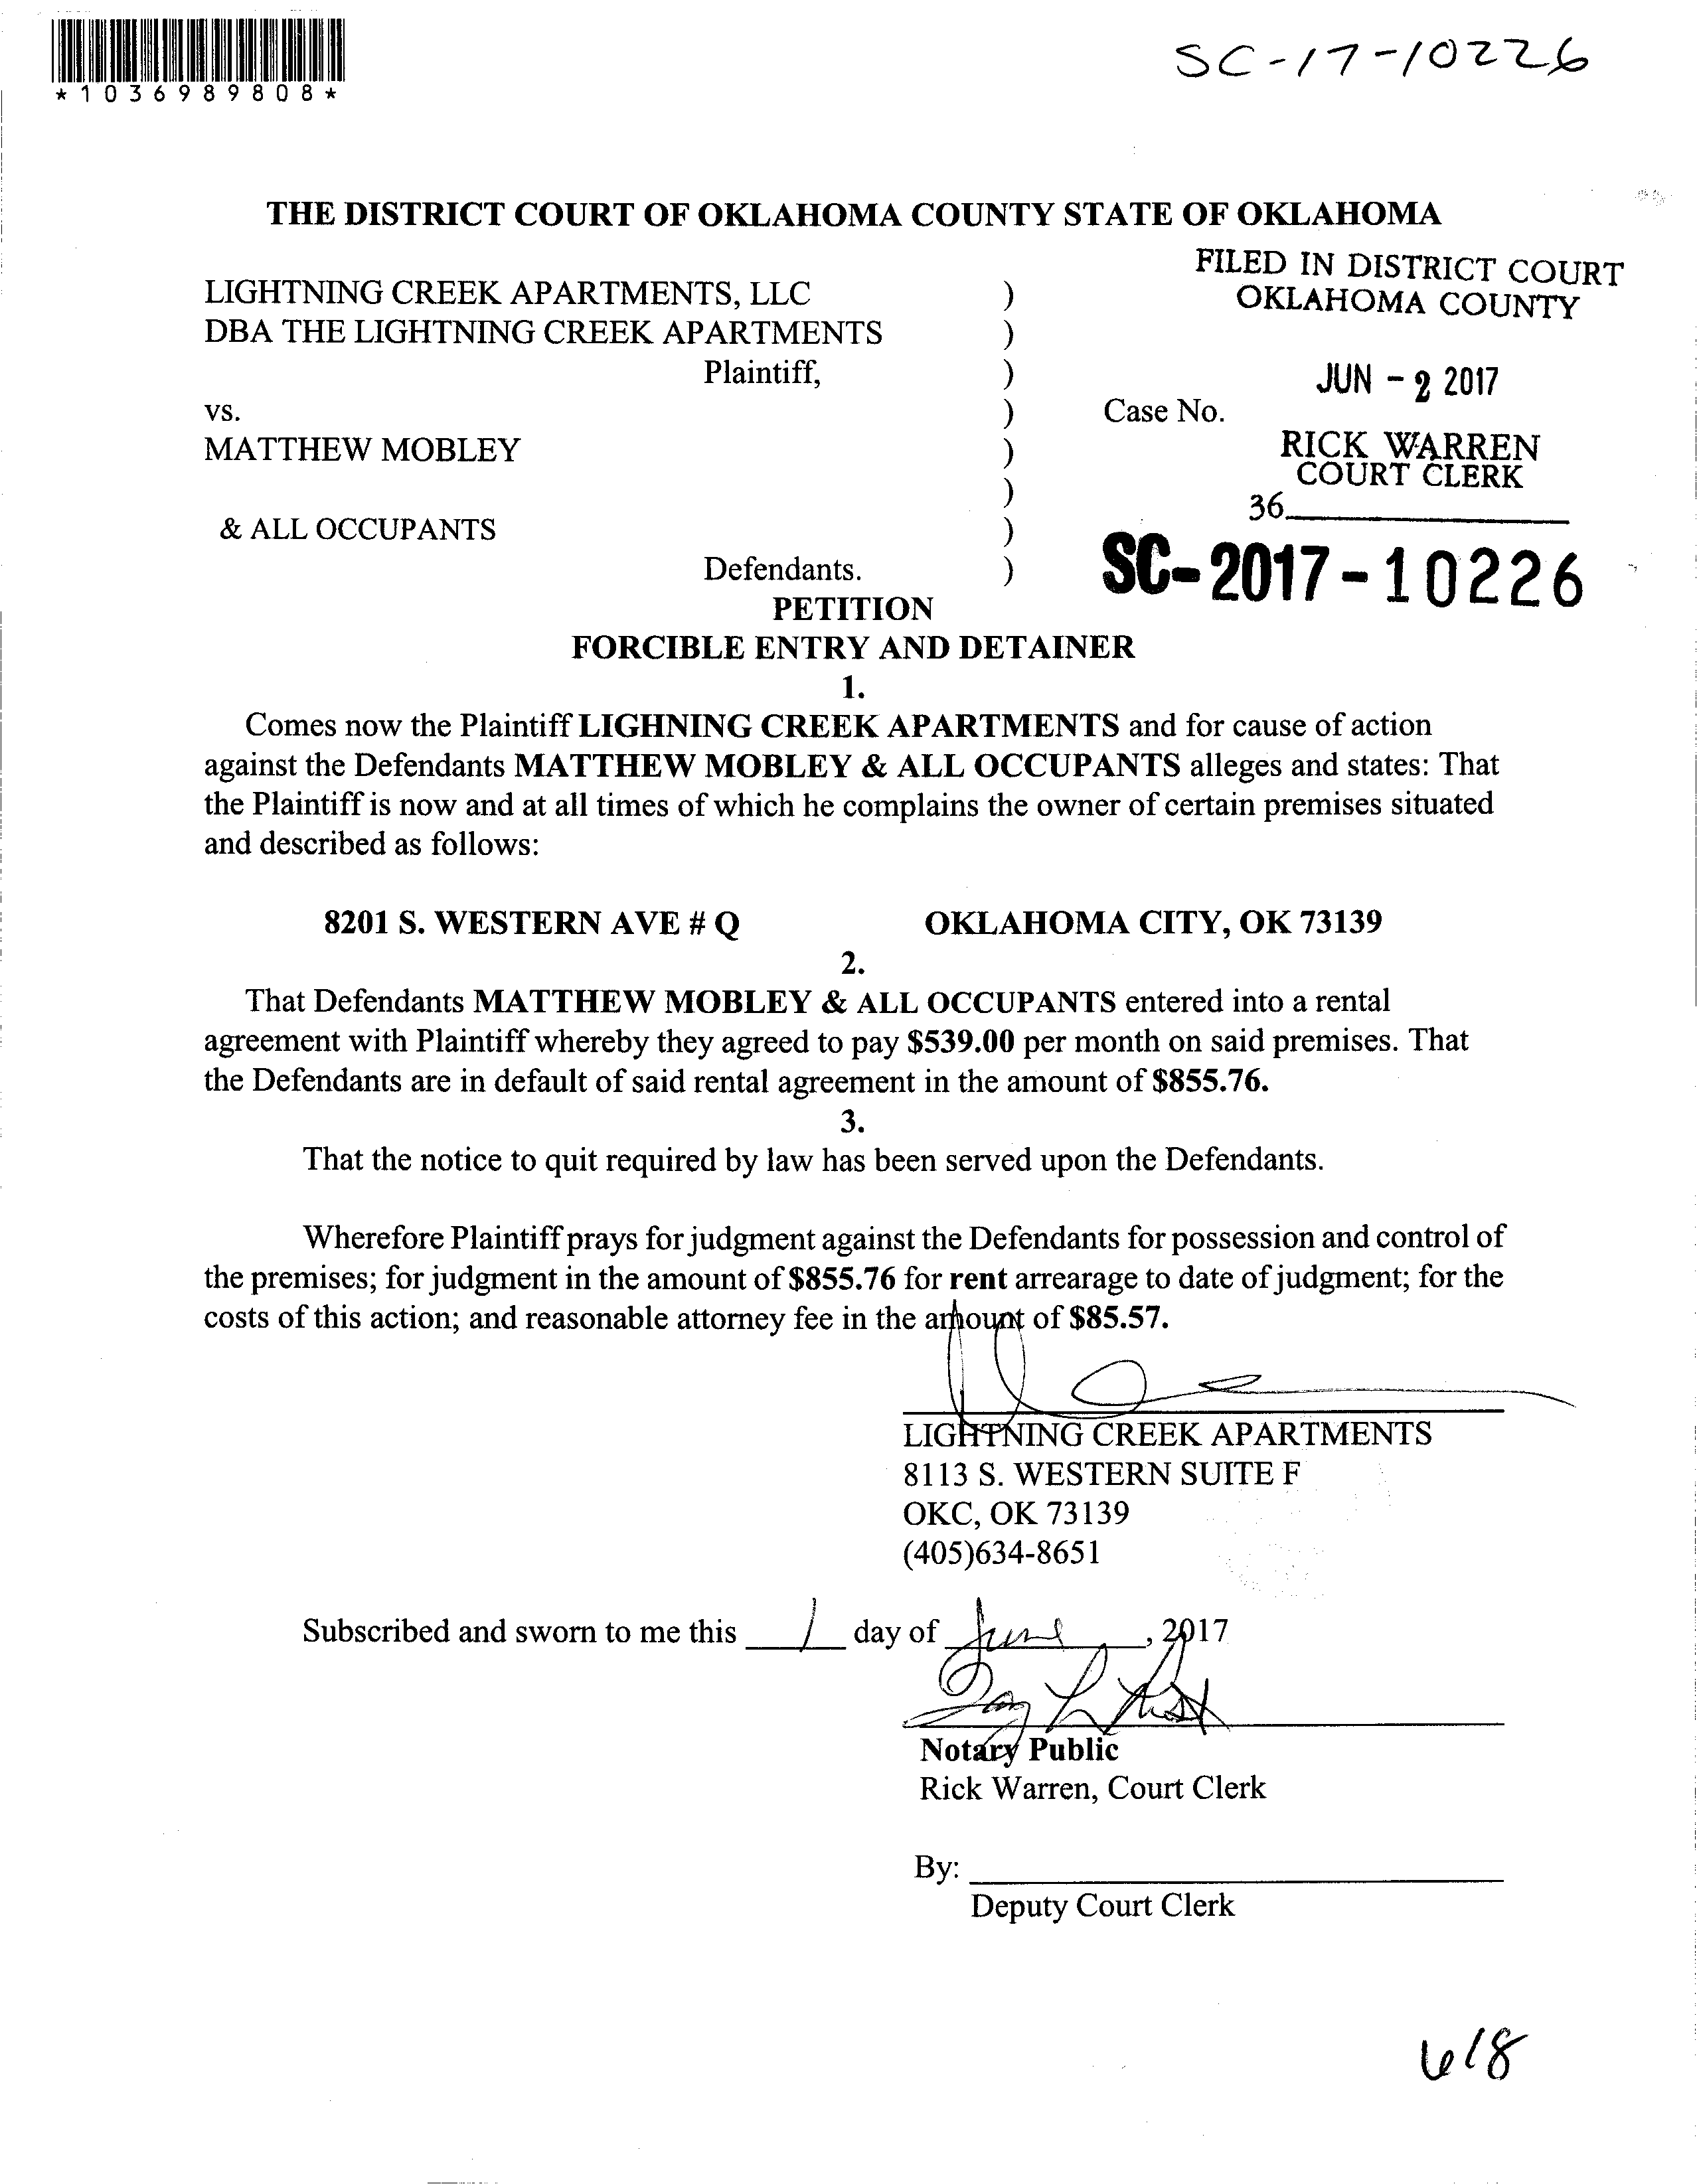 *1036989808*
SC-17-10226
THE DISTRICT COURT OF OKLAHOMA COUNTY STATE OF OKLAHOMA
FILED IN DISTRICT COURT
OKLAHOMA COUNTY
LIGHTNING CREEK APARTMENTS, LLC )
DBA THE LIGHTNING CREEK APARTMENTS )
Plaintiff, )
JUN - 2 2017
vs. ) Case No.
MATTHEW MOBLEY )
RICK WARREN
COURT CLERK
)
36
& ALL OCCUPANTS )
Defendants. )
SC-2017-10226
PETITION
FORCIBLE ENTRY AND DETAINER
1.
Comes now the Plaintiff LIGHNING CREEK APARTMENTS and for cause of action
against the Defendants MATTHEW MOBLEY & ALL OCCUPANTS alleges and states: That
the Plaintiff is now and at all times of which he complains the owner of certain premises situated
and described as follows:
8201 S. WESTERN AVE # Q OKLAHOMA CITY, OK 73139
2.
That Defendants MATTHEW MOBLEY & ALL OCCUPANTS entered into a rental
agreement with Plaintiff whereby they agreed to pay $539.00 per month on said premises. That
the Defendants are in default of said rental agreement in the amount of $855.76.
3.
That the notice to quit required by law has been served upon the Defendants.
Wherefore Plaintiff prays for judgment against the Defendants for possession and control of
the premises; for judgment in the amount of $855.76 for rent arrearage to date of judgment; for the
costs of this action; and reasonable attorney fee in the amount of $85.57.
LIGHTNING CREEK APARTMENTS
8113 S. WESTERN SUITE F
OKC, OK 73139
(405)634-8651
Subscribed and sworn to me this 1 day of June, 2017
Notary Public
Rick Warren, Court Clerk
By:
Deputy Court Clerk
618